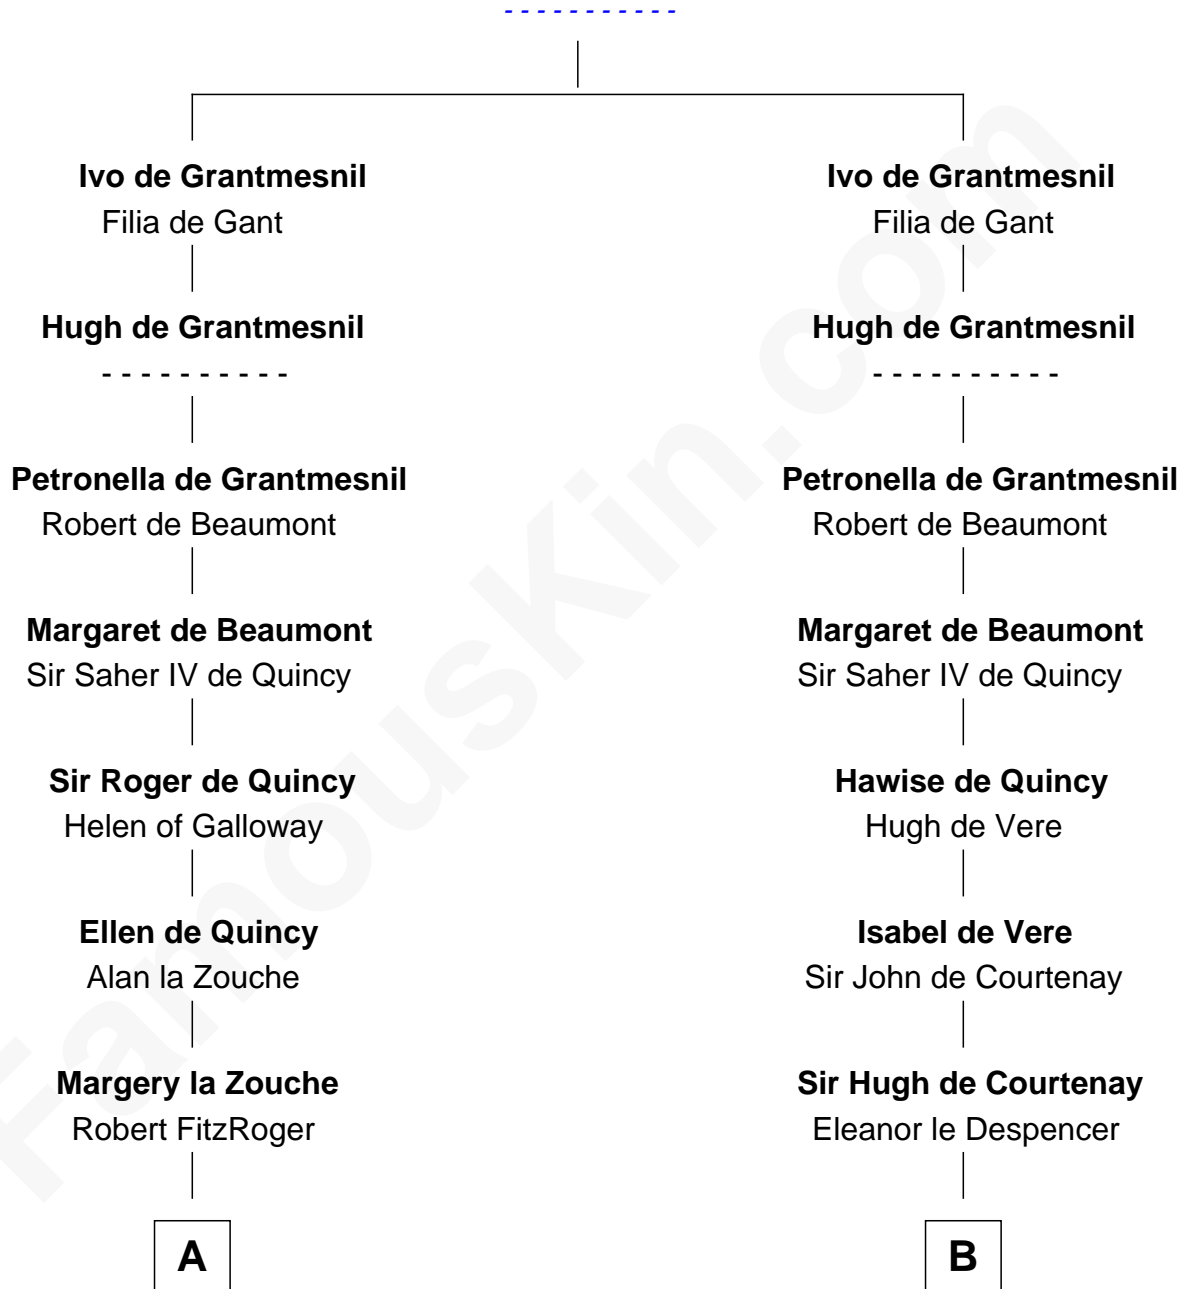 - - - - - - - - - - -
Ivo de Grantmesnil
Filia de Gant
Hugh de Grantmesnil
- - - - - - - - - -
Petronella de Grantmesnil
Robert de Beaumont
Margaret de Beaumont
Sir Saher IV de Quincy
Sir Roger de Quincy
Helen of Galloway
Ellen de Quincy
Alan la Zouche
Margery la Zouche
Robert FitzRoger
A
Ivo de Grantmesnil
Filia de Gant
Hugh de Grantmesnil
- - - - - - - - - -
Petronella de Grantmesnil
Robert de Beaumont
Margaret de Beaumont
Sir Saher IV de Quincy
Hawise de Quincy
Hugh de Vere
Isabel de Vere
Sir John de Courtenay
Sir Hugh de Courtenay
Eleanor le Despencer
B
FamousKin.com